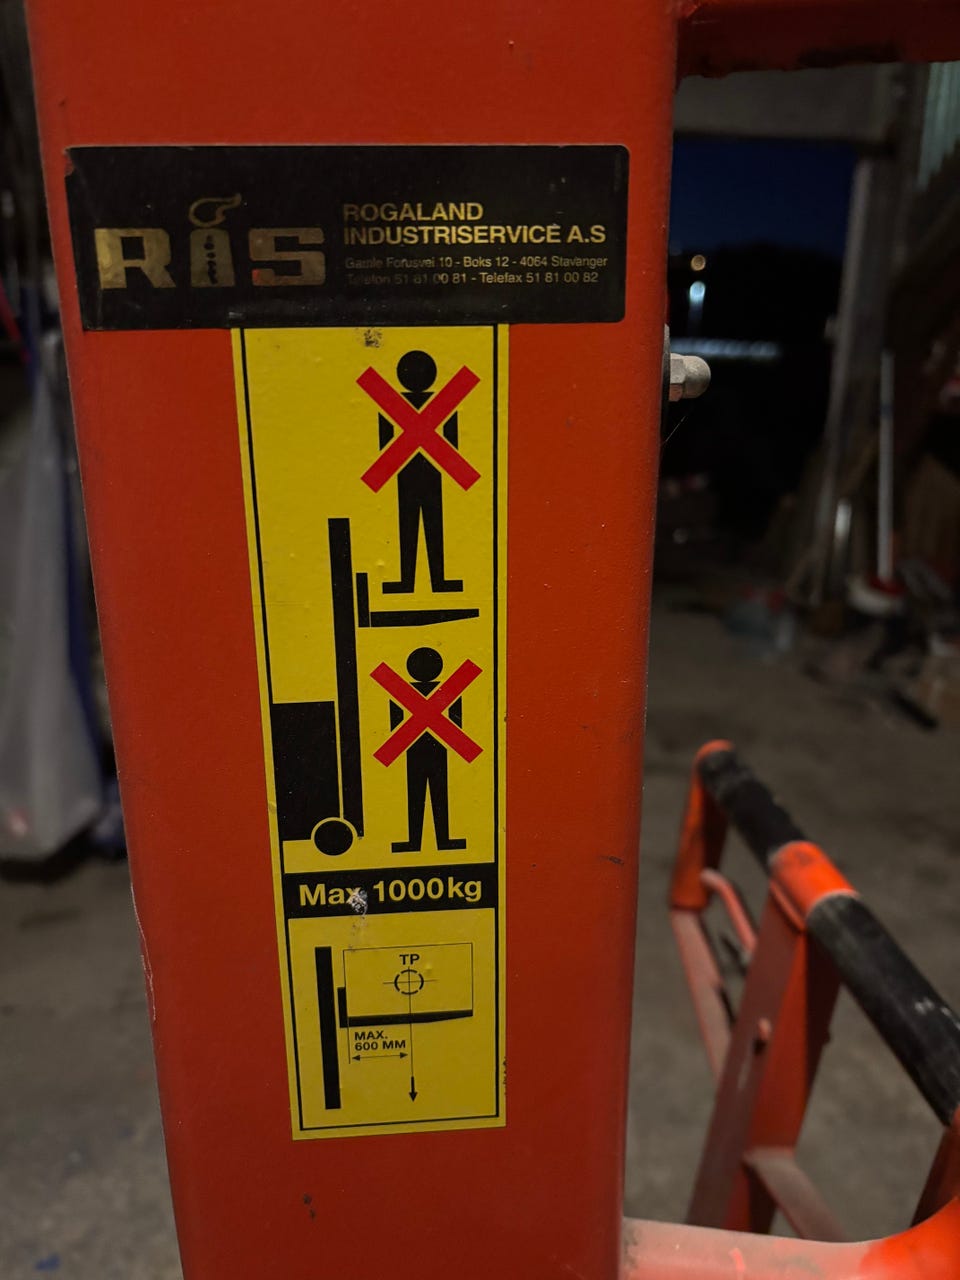 RIS
ROGALAND
INDUSTRISERVICE A.S
Gamle Forusvei 10 - Boks 12 - 4064 Stavanger
Telefon 51 81 00 81 - Telefax 51 81 00 82
Max 1000kg
TP
MAX.
600 MM